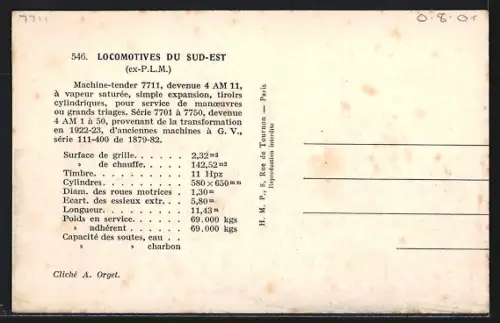 7711
0.8.01
546. LOCOMOTIVES DU SUD-EST
(ex-P.L.M.)
Machine-tender 7711, devenue 4 AM 11,
à vapeur saturée, simple expansion, tiroirs
cylindriques, pour service de manœuvres
ou grands triages. Série 7701 à 7750, devenue
4 AM 1 à 50, provenant de la transformation
en 1922-23, d'anciennes machines à G. V.,
série 111-400 de 1879-82.
Surface de grille. . . . . . 2,32 m2
» de chauffe. . . . . 142,52 m2
Timbre. . . . . . . . . . 11 Hpz
Cylindres. . . . . . . . . 580 × 650 mm
Diam. des roues motrices . 1,30 m
Ecart. des essieux extr. . . 5,80 m
Longueur. . . . . . . . . 11,43 m
Poids en service. . . . . . 69.000 kgs
» adhérent . . . . . . 69.000 kgs
Capacité des soutes, eau . .
» » charbon
Cliché A. Orget.
H. M. P., 8, Rue de Tournon — Paris
Reproduction interdite